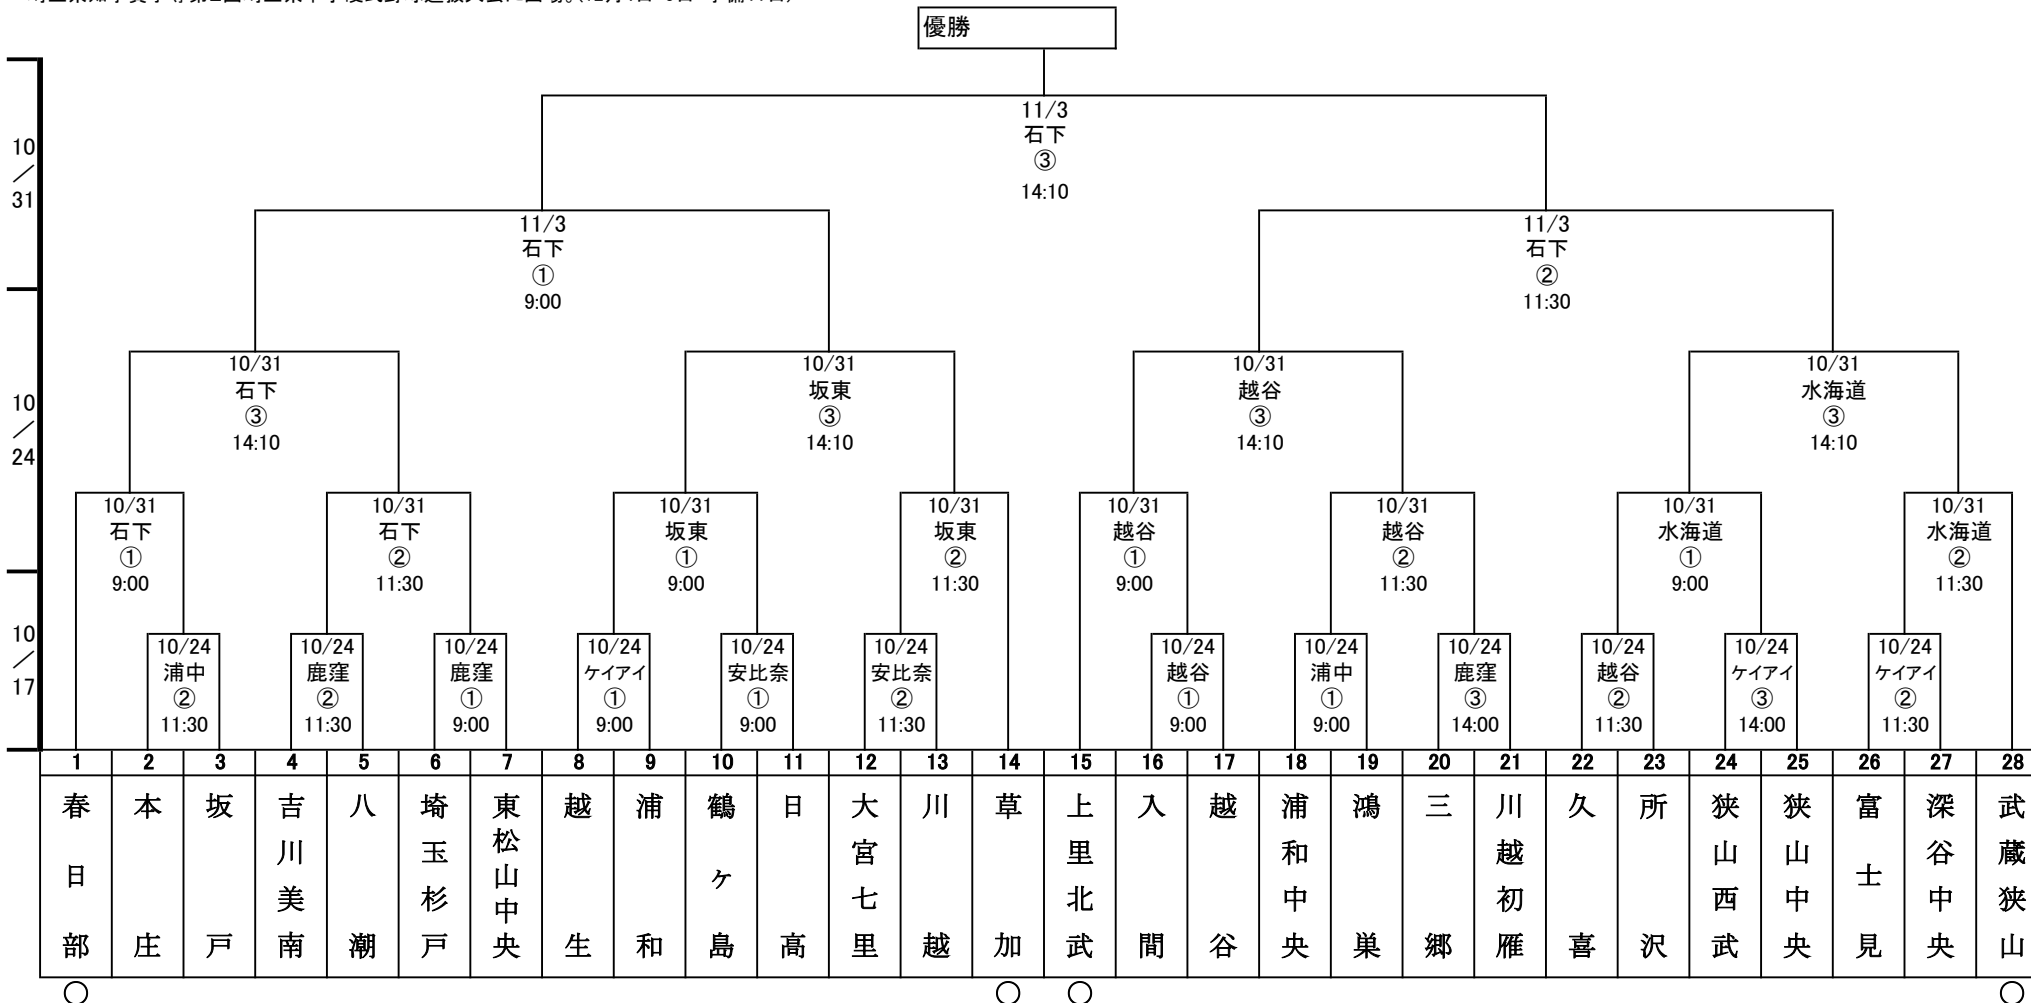 優勝
11/3
石下
③
14:10
10/31
11/3 11/3
石下 石下
① ②
9:00 11:30
10/31 10/31 10/31 10/31
石下 坂東 越谷 水海道
③ ③ ③ ③
14:10 14:10 14:10 14:10
10/24
10/31 10/31 10/31 10/31 10/31 10/31 10/31 10/31
石下 石下 坂東 坂東 越谷 越谷 水海道 水海道
① ② ① ② ① ② ① ②
9:00 11:30 9:00 11:30 9:00 11:30 9:00 11:30
10/17
10/24 10/24 10/24 10/24 10/24 10/24 10/24 10/24 10/24 10/24 10/24 10/24
浦中 鹿窪 鹿窪 ケイアイ 安比奈 安比奈 越谷 浦中 鹿窪 越谷 ケイアイ ケイアイ
② ② ① ① ① ② ① ① ③ ② ③ ②
11:30 11:30 9:00 9:00 9:00 11:30 9:00 9:00 14:00 11:30 14:00 11:30
1 2 3 4 5 6 7 8 9 10 11 12 13 14 15 16 17 18 19 20 21 22 23 24 25 26 27 28
春日部
本庄
坂戸
吉川美南
八潮
埼玉杉戸
東松山中央
越生
浦和
鶴ヶ島
日高
大宮七里
川越
草加
上里北武
入間
越谷
浦和中央
鴻巣
三郷
川越初雁
久喜
所沢
狭山西武
狭山中央
富士見
深谷中央
武蔵狭山
○ ○ ○ ○